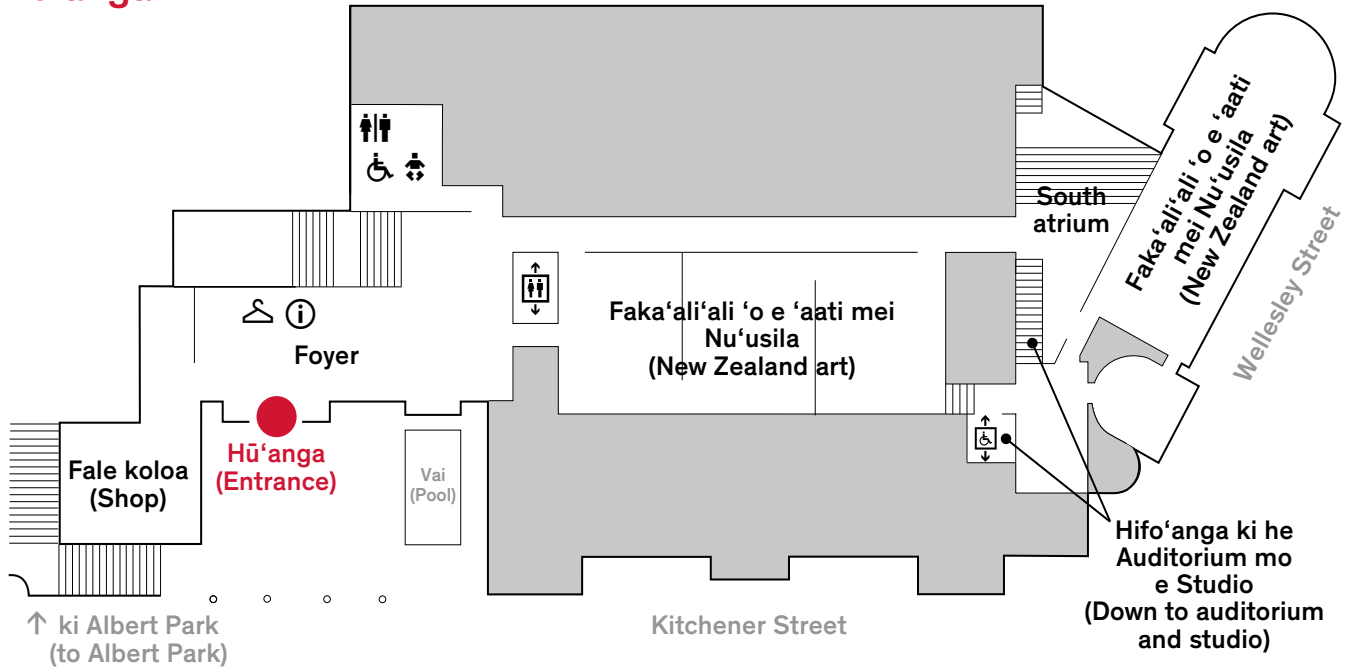 South
atrium
Faka‘ali‘ali ‘o e ‘aati
mei Nu‘usila
(New Zealand art)
Wellesley Street
Foyer
Faka‘ali‘ali ‘o e ‘aati mei
Nu‘usila
(New Zealand art)
Hū‘anga
(Entrance)
Fale koloa
(Shop)
Vai
(Pool)
Hifo‘anga ki he
Auditorium mo
e Studio
(Down to auditorium
and studio)
↑ ki Albert Park
(to Albert Park)
Kitchener Street